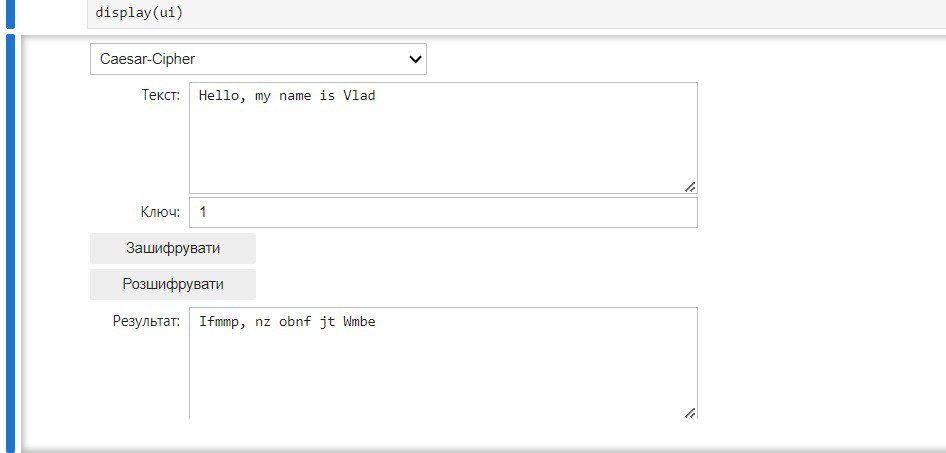 display(ui)
Caesar-Cipher
Текст: Hello, my name is Vlad
Ключ: 1
Зашифрувати
Розшифрувати
Результат: Ifmmp, nz obnf jt Wmbe